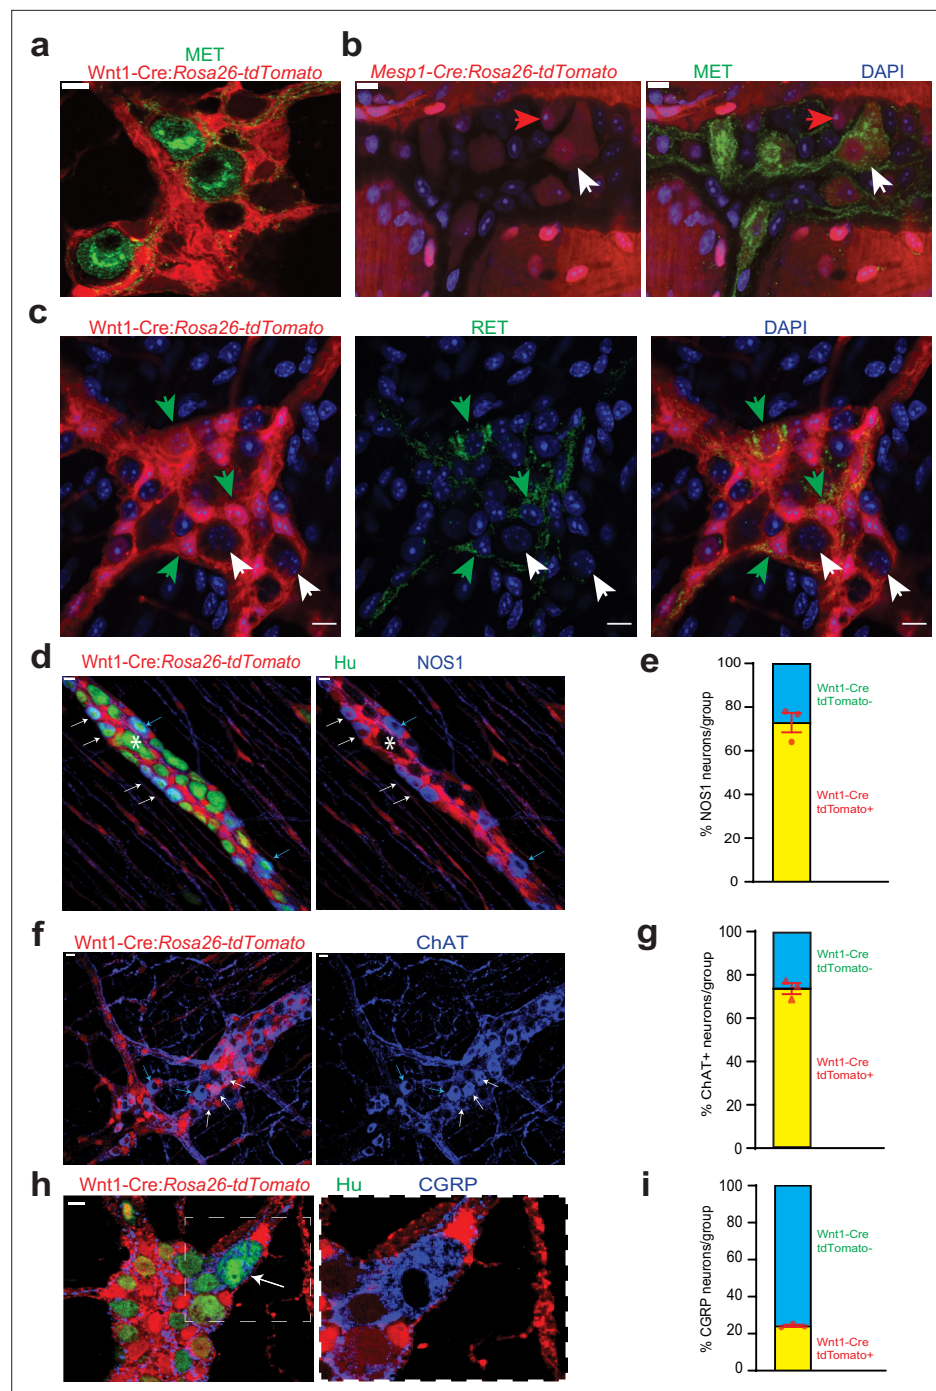 a
MET
Wnt1-Cre:Rosa26-tdTomato
b
Mesp1-Cre:Rosa26-tdTomato
MET
DAPI
c
Wnt1-Cre:Rosa26-tdTomato
RET
DAPI
d
Wnt1-Cre:Rosa26-tdTomato
Hu
NOS1
*
*
e
% NOS1 neurons/group
100
80
60
40
20
0
Wnt1-Cre
tdTomato-
Wnt1-Cre
tdTomato+
f
Wnt1-Cre:Rosa26-tdTomato
ChAT
g
% ChAT+ neurons/group
100
80
60
40
20
0
Wnt1-Cre
tdTomato-
Wnt1-Cre
tdTomato+
h
Wnt1-Cre:Rosa26-tdTomato
Hu
CGRP
i
% CGRP neurons/group
100
80
60
40
20
0
Wnt1-Cre
tdTomato-
Wnt1-Cre
tdTomato+